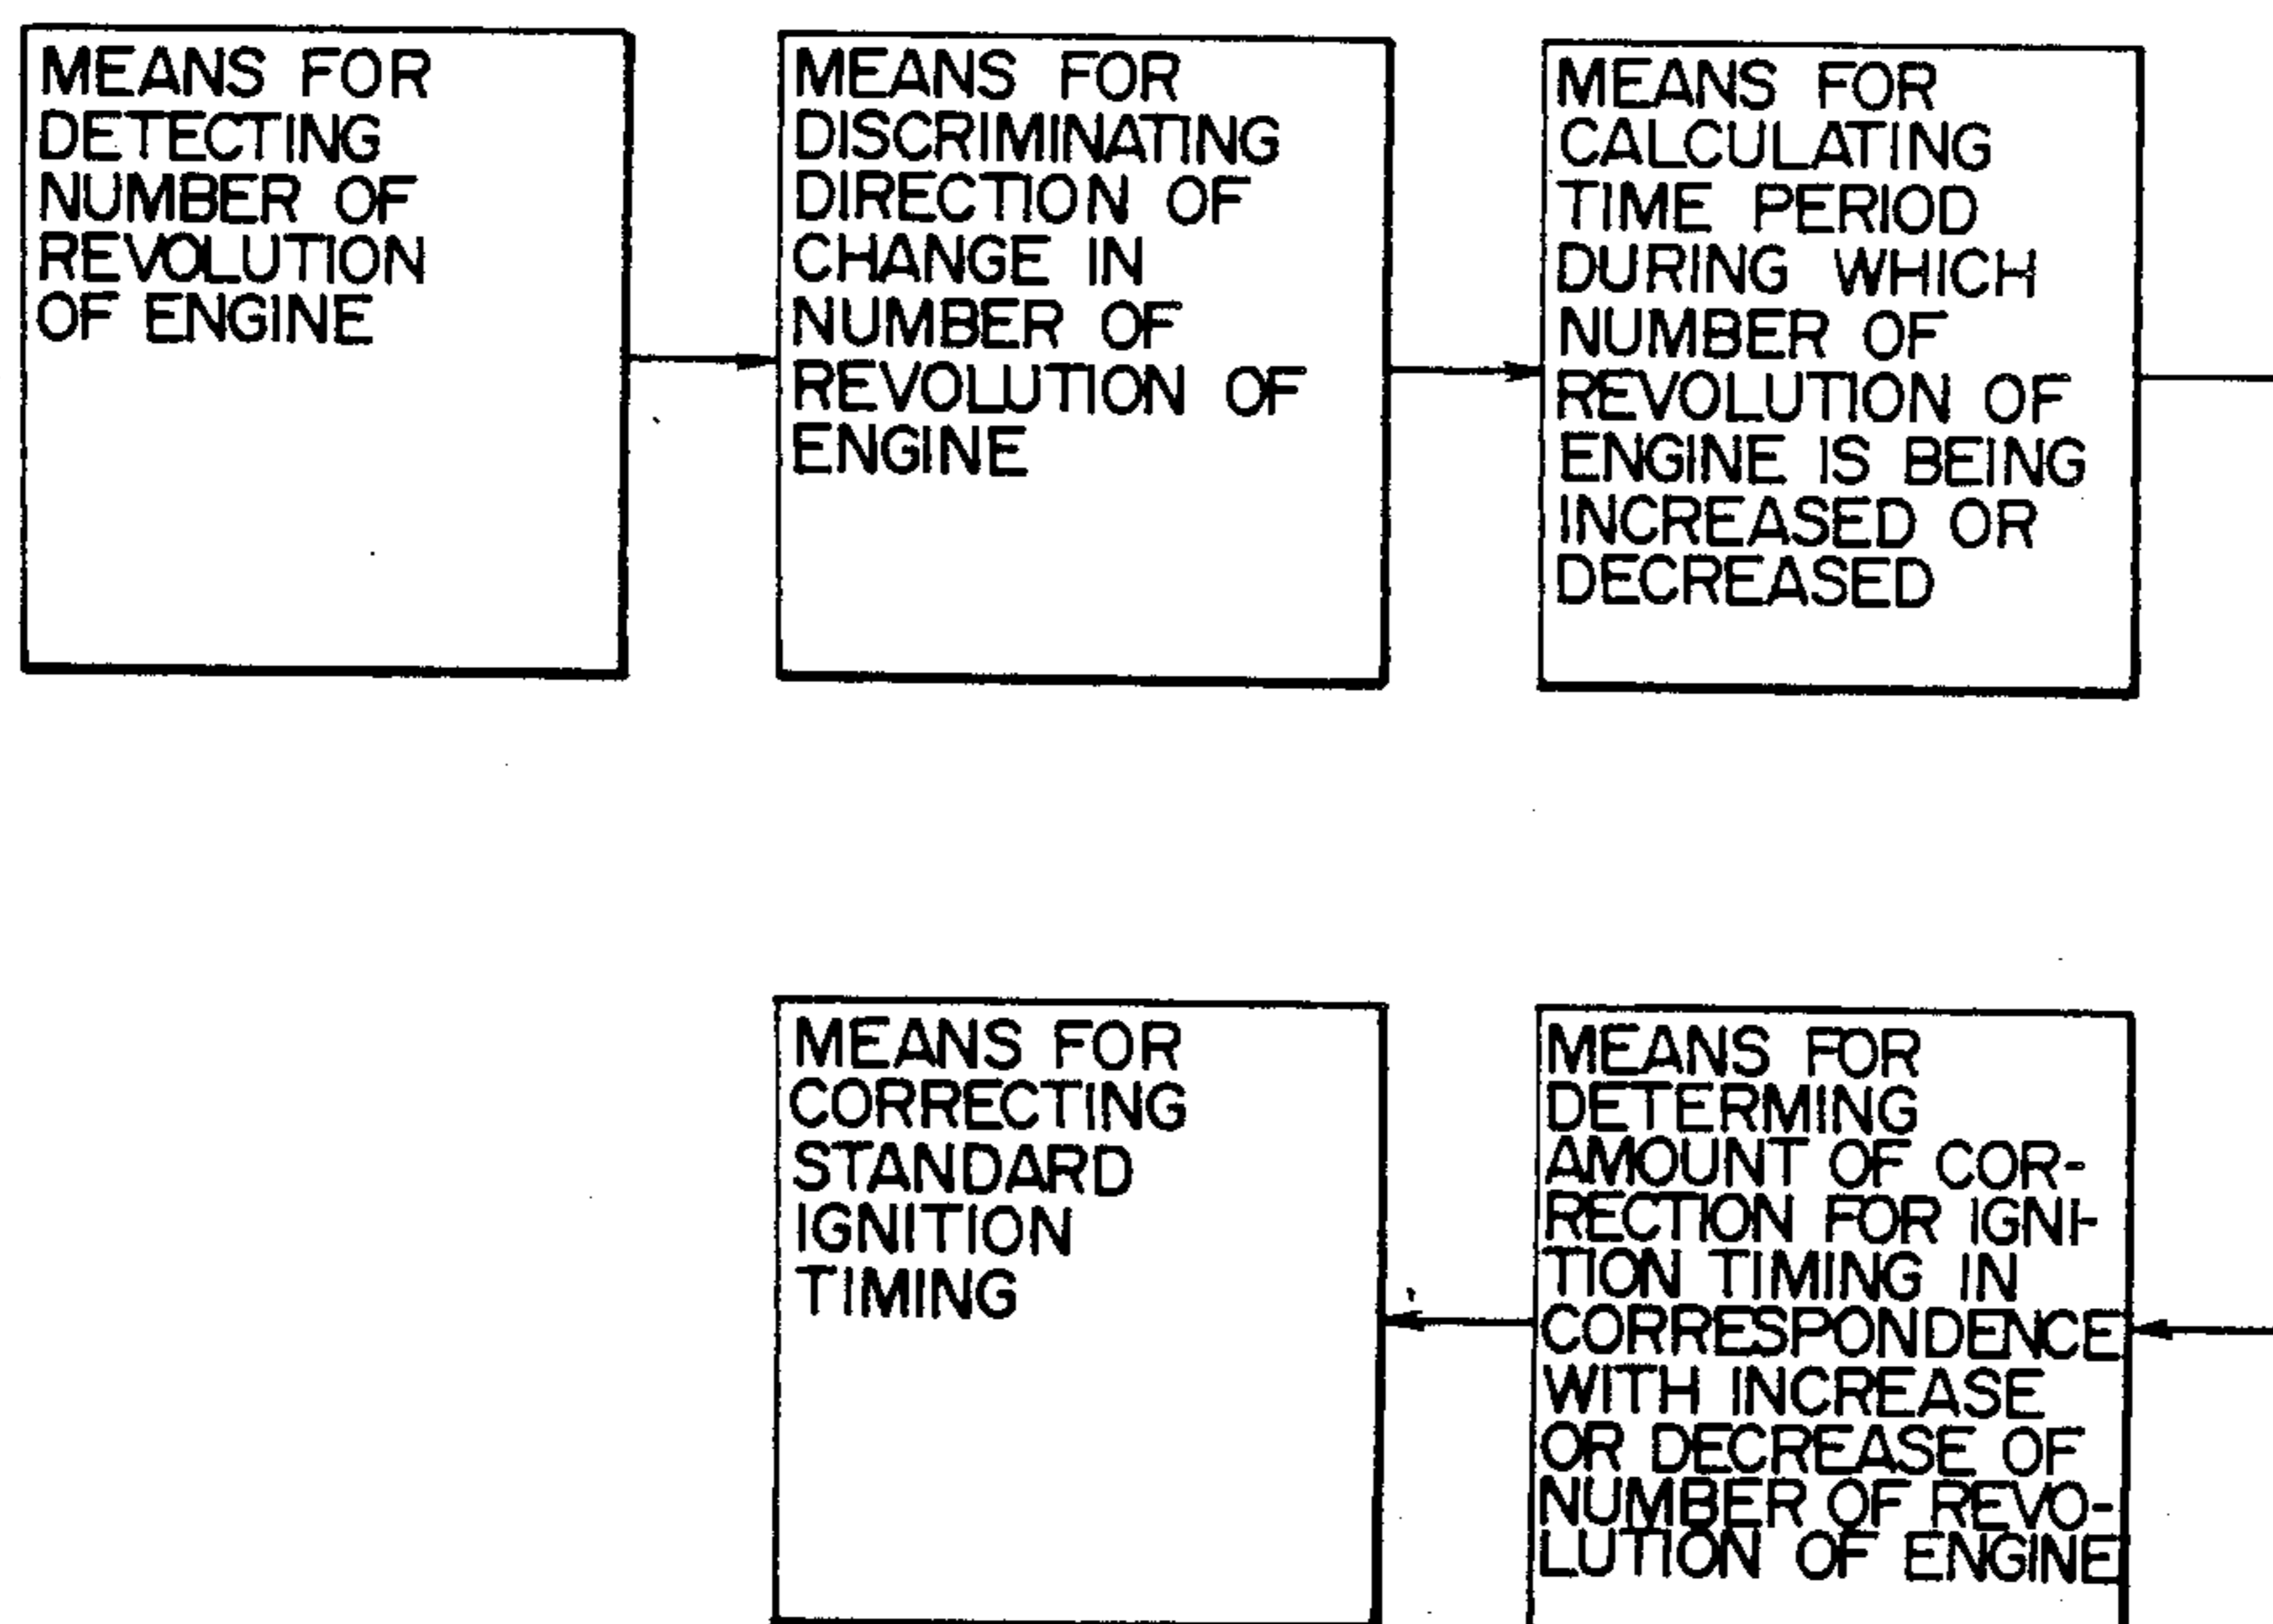 MEANS FOR
DETECTING
NUMBER OF
REVOLUTION
OF ENGINE
MEANS FOR
DISCRIMINATING
DIRECTION OF
CHANGE IN
NUMBER OF
REVOLUTION OF
ENGINE
MEANS FOR
CALCULATING
TIME PERIOD
DURING WHICH
NUMBER OF
REVOLUTION OF
ENGINE IS BEING
INCREASED OR
DECREASED
MEANS FOR
CORRECTING
STANDARD
IGNITION
TIMING
MEANS FOR
DETERMING
AMOUNT OF COR-
RECTION FOR IGNI-
TION TIMING IN
CORRESPONDENCE
WITH INCREASE
OR DECREASE OF
NUMBER OF REVO-
LUTION OF ENGINE